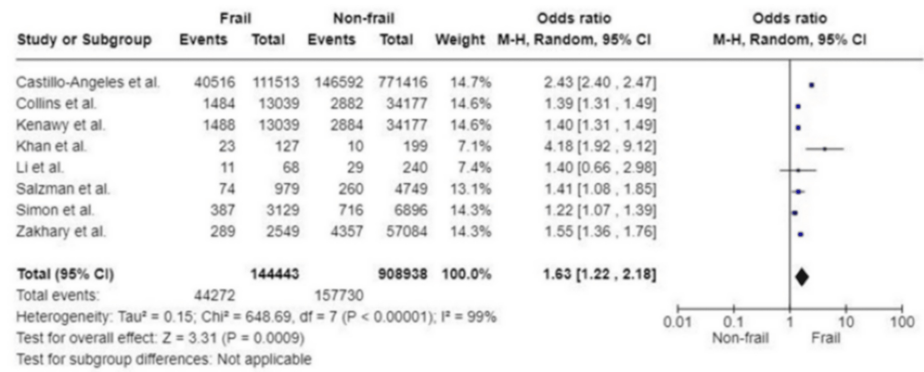 Frail Non-frail Odds ratio Odds ratio
Study or Subgroup Events Total Events Total Weight M-H, Random, 95% CI M-H, Random, 95% CI
Castillo-Angeles et al. 40516 111513 146592 771416 14.7% 2.43 [2.40 , 2.47]
Collins et al. 1484 13039 2882 34177 14.6% 1.39 [1.31 , 1.49]
Kenawy et al. 1488 13039 2884 34177 14.6% 1.40 [1.31 , 1.49]
Khan et al. 23 127 10 199 7.1% 4.18 [1.92 , 9.12]
Li et al. 11 68 29 240 7.4% 1.40 [0.66 , 2.98]
Salzman et al. 74 979 260 4749 13.1% 1.41 [1.08 , 1.85]
Simon et al. 387 3129 716 6896 14.3% 1.22 [1.07 , 1.39]
Zakhary et al. 289 2549 4357 57084 14.3% 1.55 [1.36 , 1.76]
Total (95% CI) 144443 908938 100.0% 1.63 [1.22 , 2.18]
Total events: 44272 157730
Heterogeneity: Tau² = 0.15; Chi² = 648.69, df = 7 (P < 0.00001); I² = 99%
Test for overall effect: Z = 3.31 (P = 0.0009)
Test for subgroup differences: Not applicable
0.01 0.1 1 10 100
Non-frail Frail